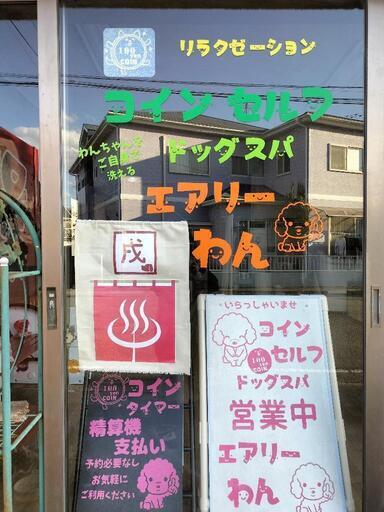 100
COIN
リラクゼーション
コイン セルフ
わんちゃんを
ご自身で
洗える
ドッグスパ
エアリー
わん
戌
100
コイン
タイマー
精算機
支払い
予約必要なし
お気軽に
ご利用ください
いらっしゃいませ
コイン
100
COIN
セルフ
ドッグスパ
営業中
エアリー
わん